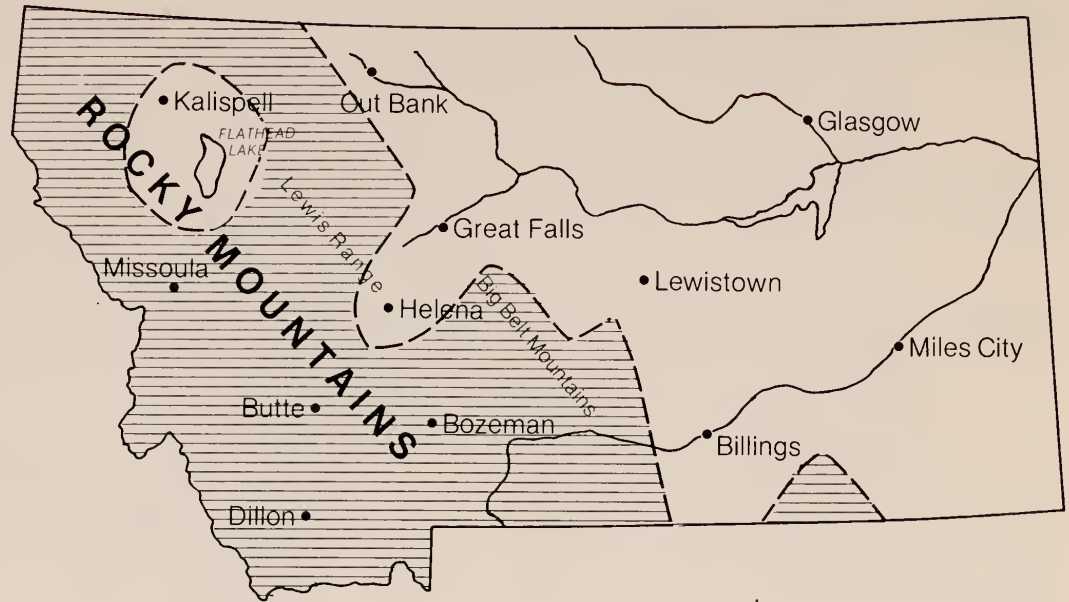 Kalispell
Cut Bank
Glasgow
FLATHEAD
LAKE
ROCKY MOUNTAINS
Lewis Range
Great Falls
Missoula
Helena
Big Belt Mountains
Lewistown
Miles City
Butte
Bozeman
Billings
Dillon